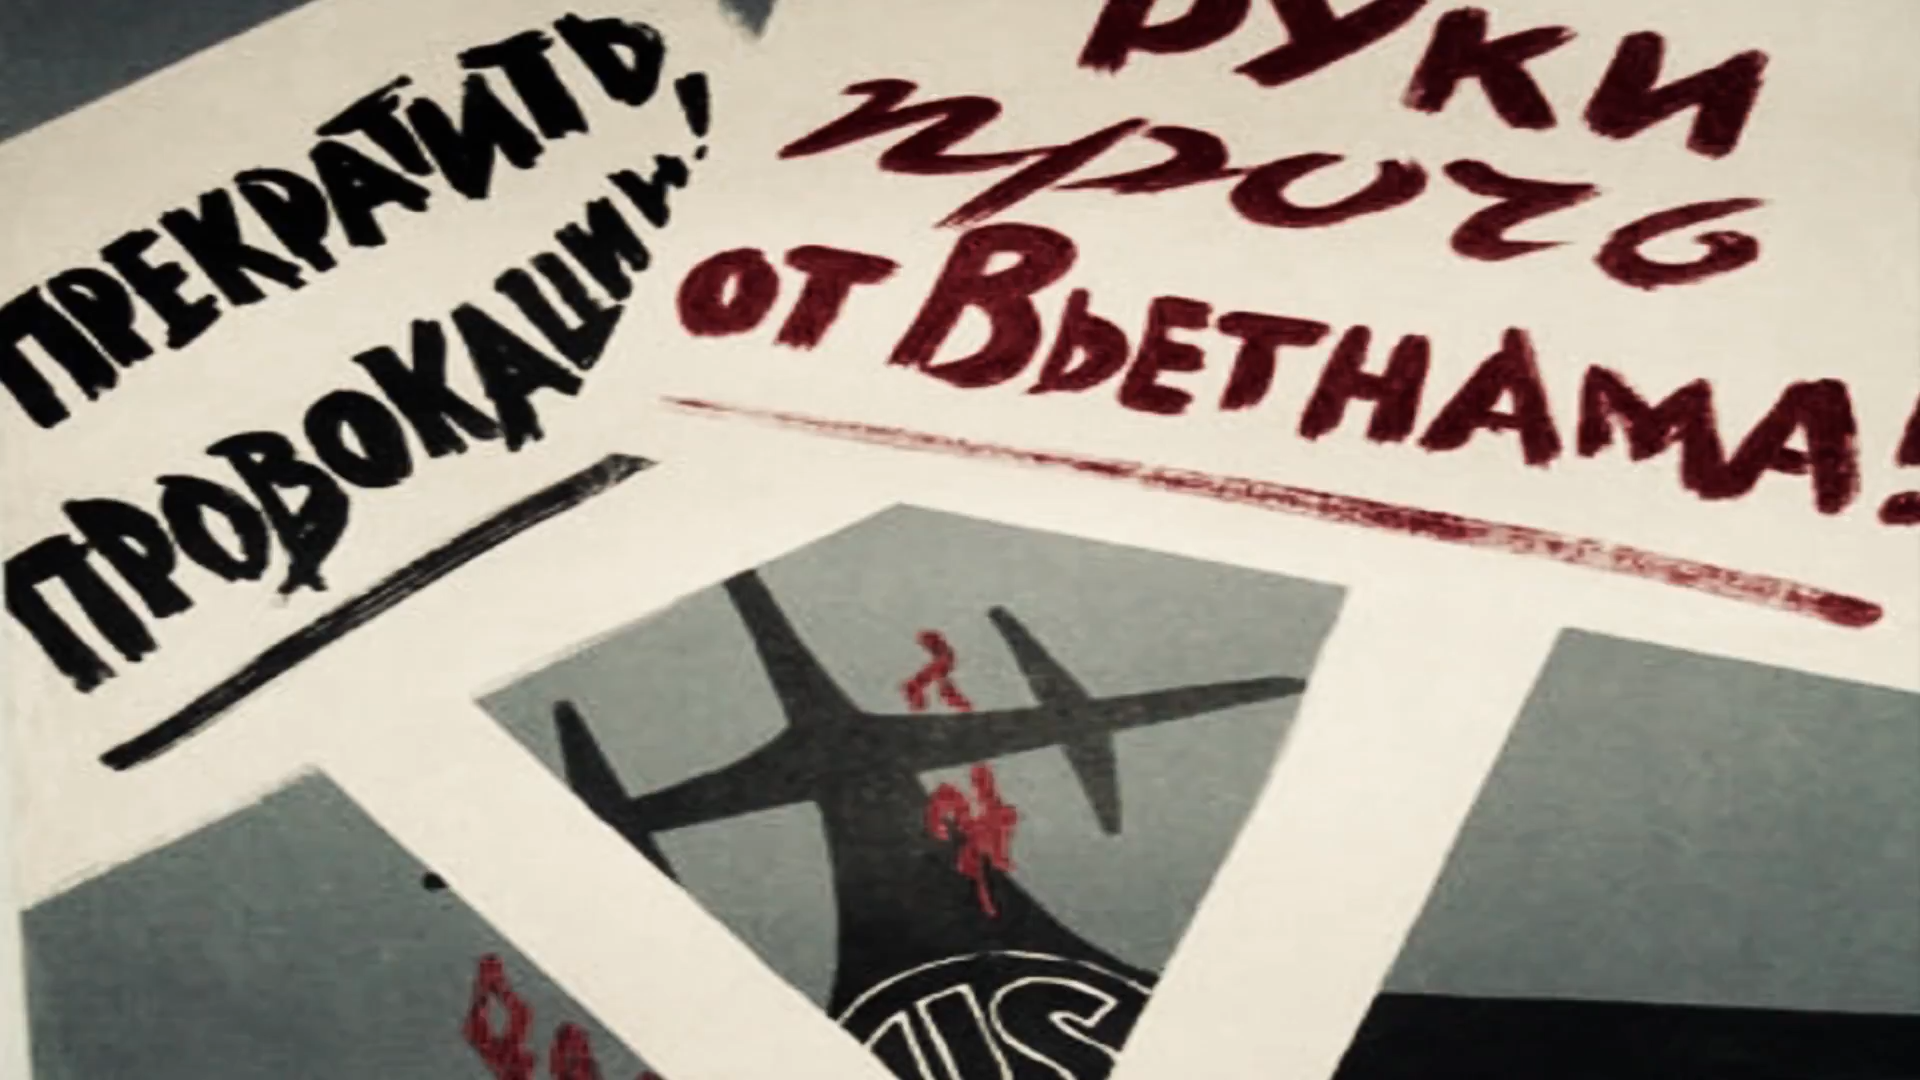 ПРЕКРАТИТЬ
ПРОВОКАЦИИ!
РУКИ
прочь
ОТ ВЬЕТНАМА!
US